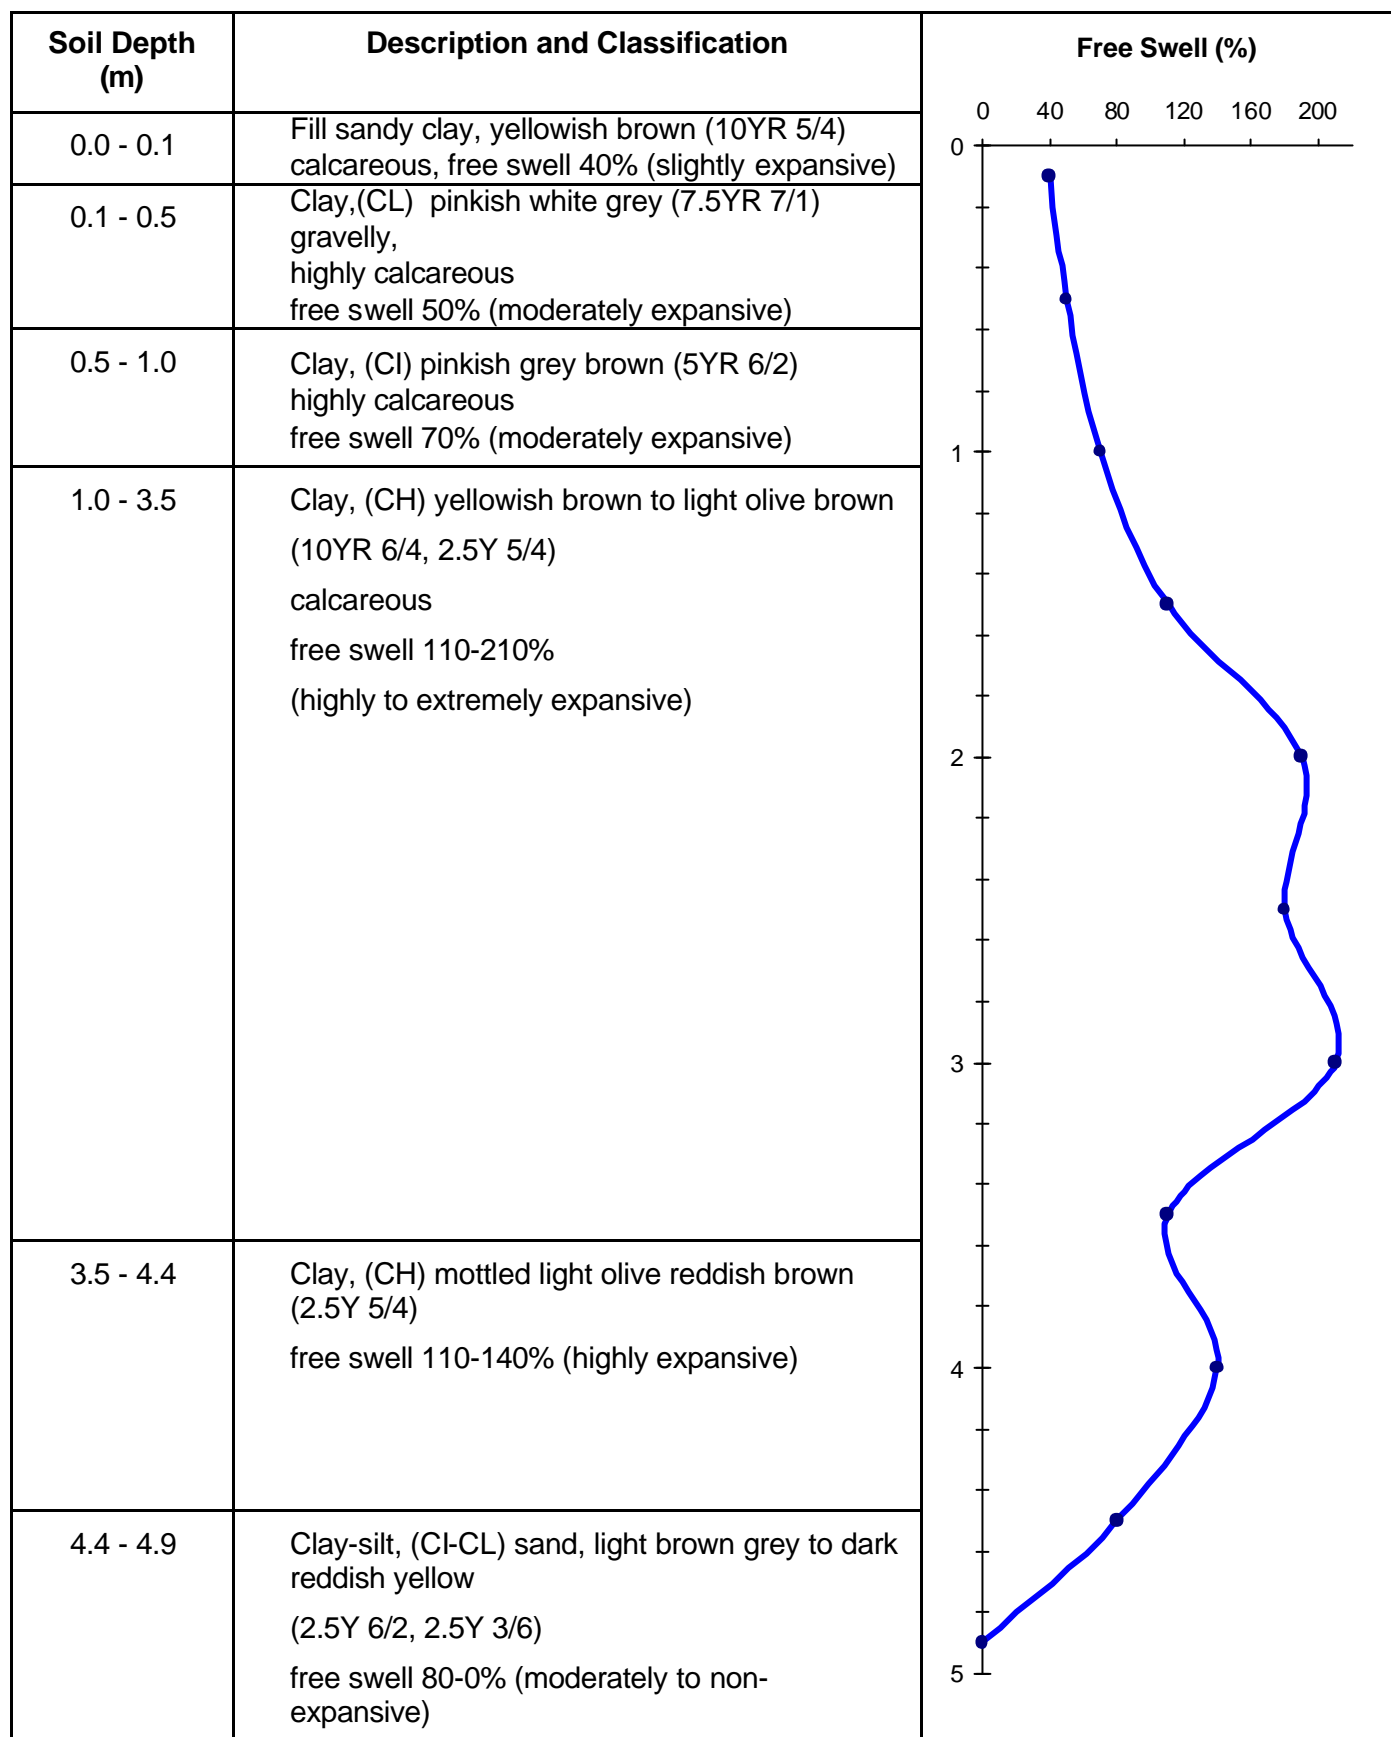 Soil Depth
(m)
Description and Classification
Free Swell (%)
0.0 - 0.1
Fill sandy clay, yellowish brown (10YR 5/4)
calcareous, free swell 40% (slightly expansive)
0.1 - 0.5
Clay,(CL) pinkish white grey (7.5YR 7/1)
gravelly,
highly calcareous
free swell 50% (moderately expansive)
0.5 - 1.0
Clay, (CI) pinkish grey brown (5YR 6/2)
highly calcareous
free swell 70% (moderately expansive)
1.0 - 3.5
Clay, (CH) yellowish brown to light olive brown
(10YR 6/4, 2.5Y 5/4)
calcareous
free swell 110-210%
(highly to extremely expansive)
3.5 - 4.4
Clay, (CH) mottled light olive reddish brown
(2.5Y 5/4)
free swell 110-140% (highly expansive)
4.4 - 4.9
Clay-silt, (CI-CL) sand, light brown grey to dark
reddish yellow
(2.5Y 6/2, 2.5Y 3/6)
free swell 80-0% (moderately to non-
expansive)
0 40 80 120 160 200
0
1
2
3
4
5